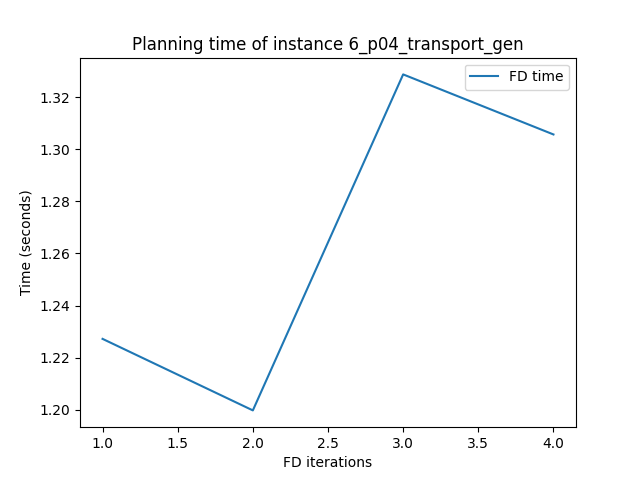 Planning time of instance 6_p04_transport_gen
FD time
1.32
1.30
1.28
1.26
1.24
1.22
1.20
Time (seconds)
1.0 1.5 2.0 2.5 3.0 3.5 4.0
FD iterations